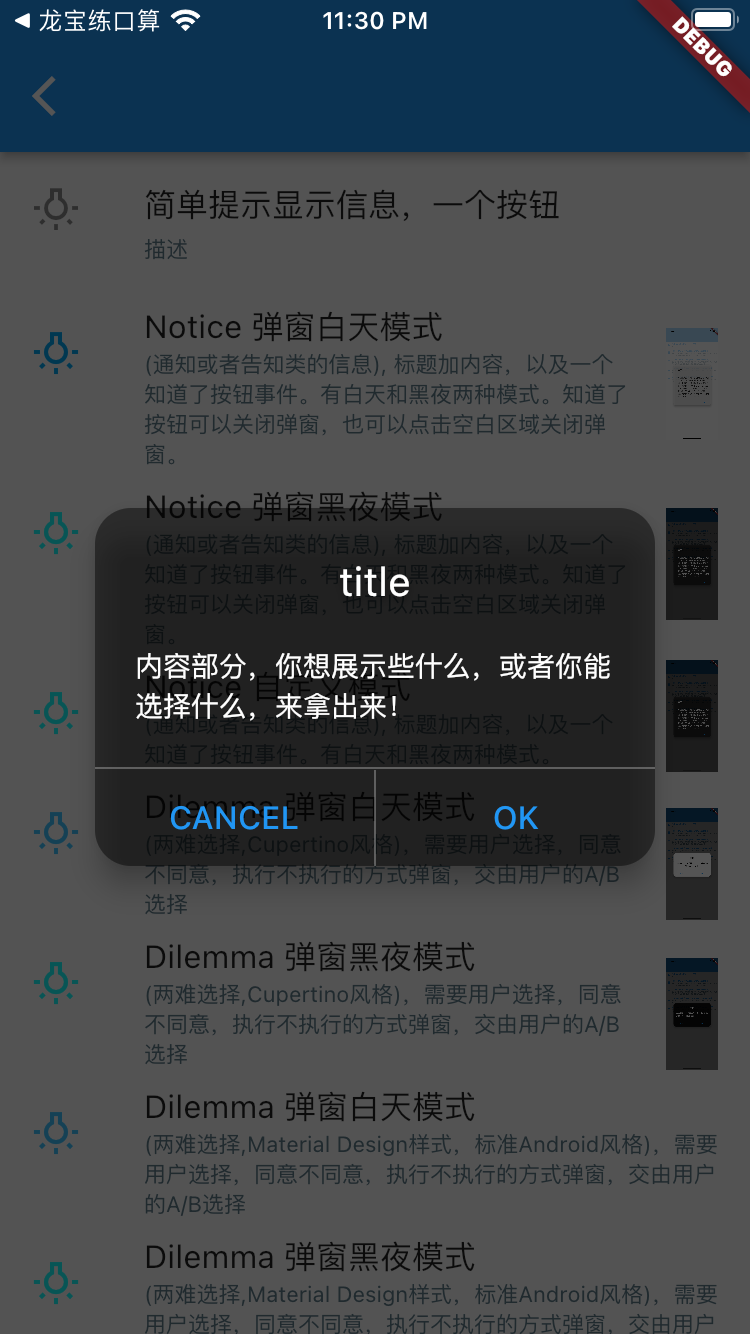 龙宝练口算
11:30 PM
DEBUG
简单提示显示信息，一个按钮
描述
Notice 弹窗白天模式
(通知或者告知类的信息), 标题加内容，以及一个
知道了按钮事件。有白天和黑夜两种模式。知道了
按钮可以关闭弹窗，也可以点击空白区域关闭弹
窗。
Notice 弹窗黑夜模式
(通知或者告知类的信息), 标题加内容，以及一个
知道了按钮事件。有白天和黑夜两种模式。知道了
按钮可以关闭弹窗，也可以点击空白区域关闭弹
窗。
title
内容部分，你想展示些什么，或者你能
选择什么，来拿出来！
Notice 自定义模式
(通知或者告知类的信息), 标题加内容，以及一个
知道了按钮事件。有白天和黑夜两种模式。
CANCEL
OK
Dilemma 弹窗白天模式
(两难选择,Cupertino风格)，需要用户选择，同意
不同意，执行不执行的方式弹窗，交由用户的A/B
选择
Dilemma 弹窗黑夜模式
(两难选择,Cupertino风格)，需要用户选择，同意
不同意，执行不执行的方式弹窗，交由用户的A/B
选择
Dilemma 弹窗白天模式
(两难选择,Material Design样式，标准Android风格)，需要
用户选择，同意不同意，执行不执行的方式弹窗，交由用户
的A/B选择
Dilemma 弹窗黑夜模式
(两难选择,Material Design样式，标准Android风格)，需要
用户选择，同意不同意，执行不执行的方式弹窗，交由用户